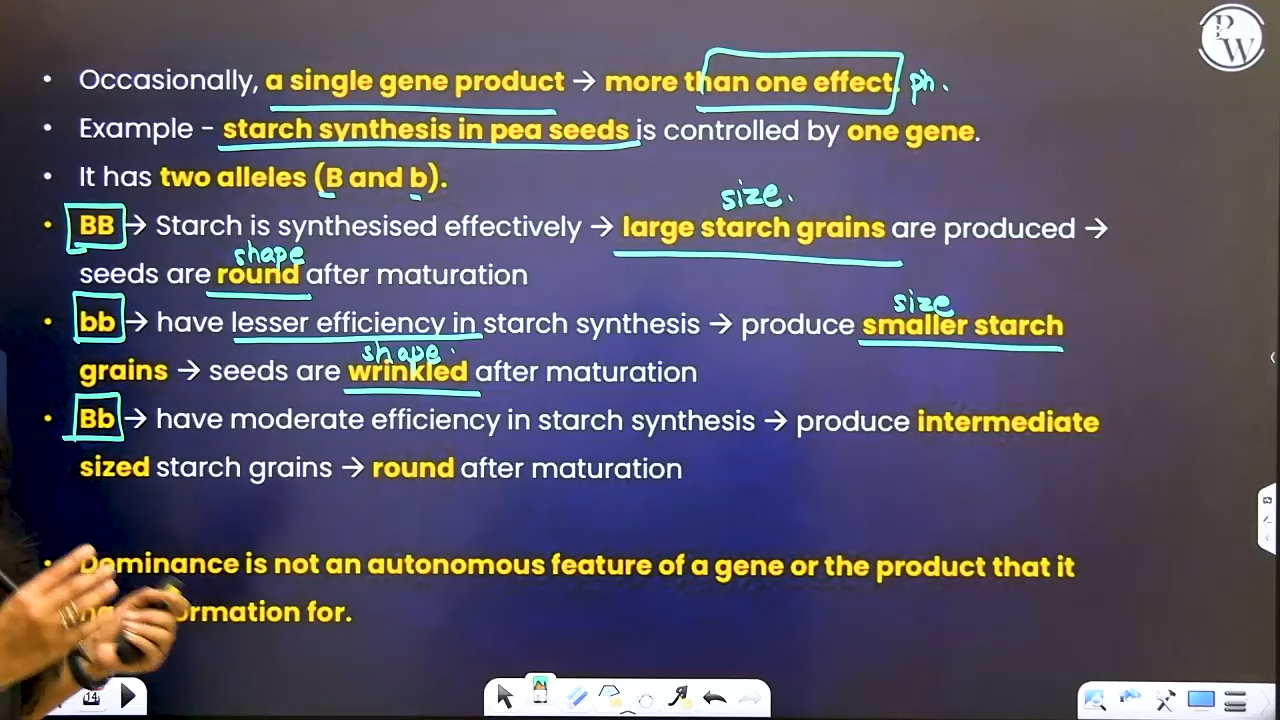 PW
• Occasionally, a single gene product → more than one effect. ph.
• Example – starch synthesis in pea seeds is controlled by one gene.
• It has two alleles (B and b).
size.
• BB → Starch is synthesised effectively → large starch grains are produced →
shape
seeds are round after maturation
size
• bb → have lesser efficiency in starch synthesis → produce smaller starch
shape.
grains → seeds are wrinkled after maturation
• Bb → have moderate efficiency in starch synthesis → produce intermediate
sized starch grains → round after maturation
• Dominance is not an autonomous feature of a gene or the product that it
for.
14